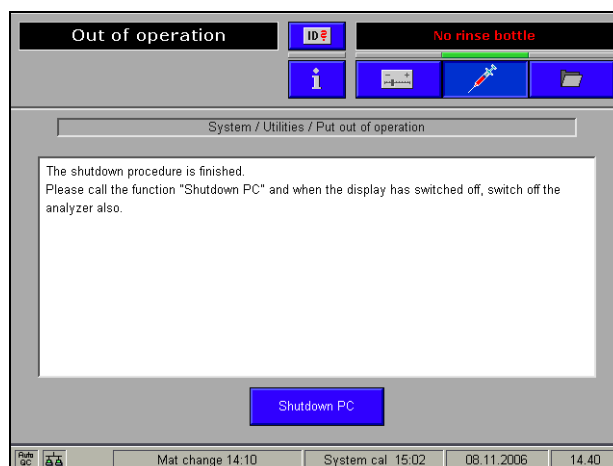 Out of operation
ID?
No rinse bottle
i
System / Utilities / Put out of operation
The shutdown procedure is finished.
Please call the function "Shutdown PC" and when the display has switched off, switch off the
analyzer also.
Shutdown PC
Auto
QC
Mat change 14:10
System cal 15:02
08.11.2006
14.40